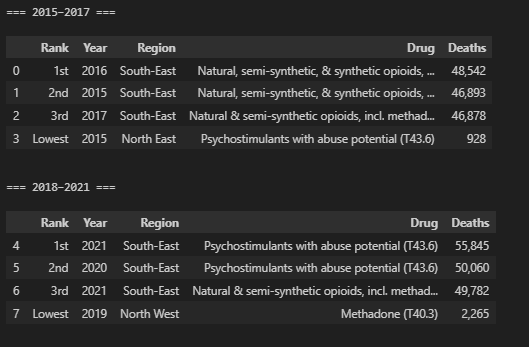 === 2015-2017 ===
Rank Year Region Drug Deaths
0 1st 2016 South-East Natural, semi-synthetic, & synthetic opioids, ... 48,542
1 2nd 2015 South-East Natural, semi-synthetic, & synthetic opioids, ... 46,893
2 3rd 2017 South-East Natural & semi-synthetic opioids, incl. methad... 46,878
3 Lowest 2015 North East Psychostimulants with abuse potential (T43.6) 928
=== 2018-2021 ===
Rank Year Region Drug Deaths
4 1st 2021 South-East Psychostimulants with abuse potential (T43.6) 55,845
5 2nd 2020 South-East Psychostimulants with abuse potential (T43.6) 50,060
6 3rd 2021 South-East Natural & semi-synthetic opioids, incl. methad... 49,782
7 Lowest 2019 North West Methadone (T40.3) 2,265